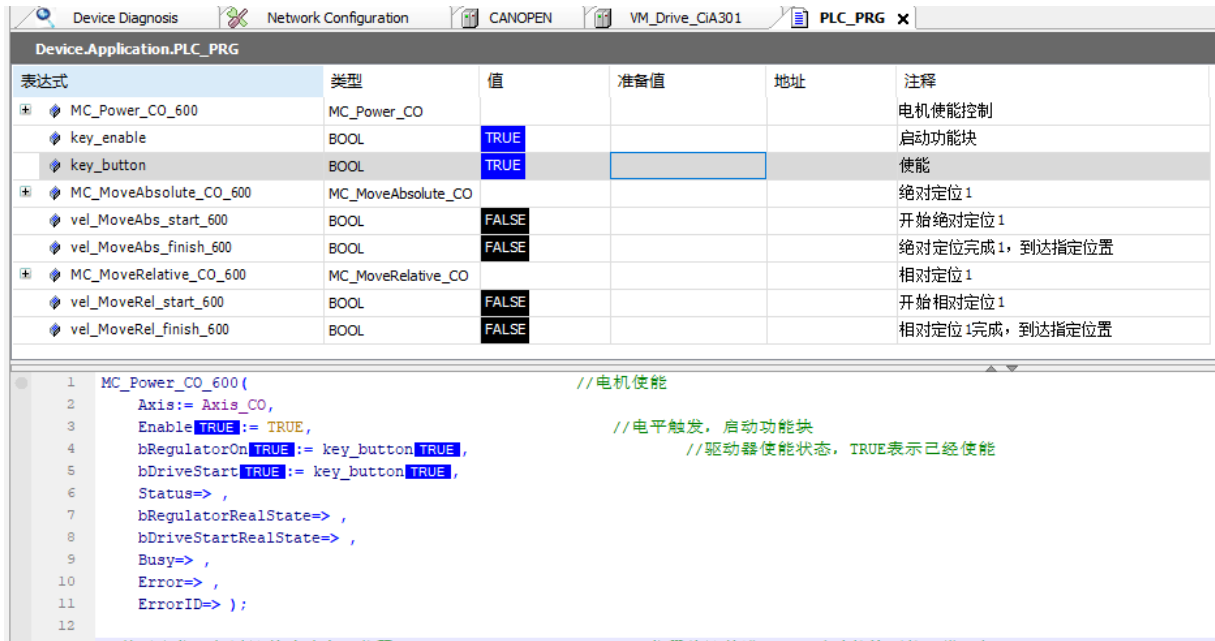 Device Diagnosis Network Configuration CANOPEN VM_Drive_CiA301 PLC_PRG
Device.Application.PLC_PRG
表达式 类型 值 准备值 地址 注释
MC_Power_CO_600 MC_Power_CO 电机使能控制
key_enable BOOL TRUE 启动功能块
key_button BOOL TRUE 使能
MC_MoveAbsolute_CO_600 MC_MoveAbsolute_CO 绝对定位1
vel_MoveAbs_start_600 BOOL FALSE 开始绝对定位1
vel_MoveAbs_finish_600 BOOL FALSE 绝对定位完成1，到达指定位置
MC_MoveRelative_CO_600 MC_MoveRelative_CO 相对定位1
vel_MoveRel_start_600 BOOL FALSE 开始相对定位1
vel_MoveRel_finish_600 BOOL FALSE 相对定位1完成，到达指定位置
1 MC_Power_CO_600( //电机使能
2 Axis:= Axis_CO,
3 Enable TRUE := TRUE, //电平触发，启动功能块
4 bRegulatorOn TRUE := key_button TRUE , //驱动器使能状态，TRUE表示已经使能
5 bDriveStart TRUE := key_button TRUE ,
6 Status=> ,
7 bRegulatorRealState=> ,
8 bDriveStartRealState=> ,
9 Busy=> ,
10 Error=> ,
11 ErrorID=> );
12